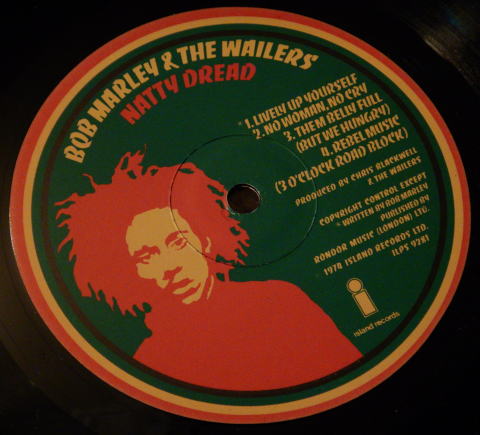 BOB MARLEY & THE WAILERS
NATTY DREAD
* 1. LIVELY UP YOURSELF
2. NO WOMAN, NO CRY
3. THEM BELLY FULL
(BUT WE HUNGRY)
4. REBEL MUSIC
(3 O'CLOCK ROAD BLOCK)
PRODUCED BY CHRIS BLACKWELL
& THE WAILERS
COPYRIGHT CONTROL EXCEPT
* WRITTEN BY BOB MARLEY
PUBLISHED BY
RONDOR MUSIC (LONDON) LTD.
1974 ISLAND RECORDS LTD.
ILPS 9281
i
island records